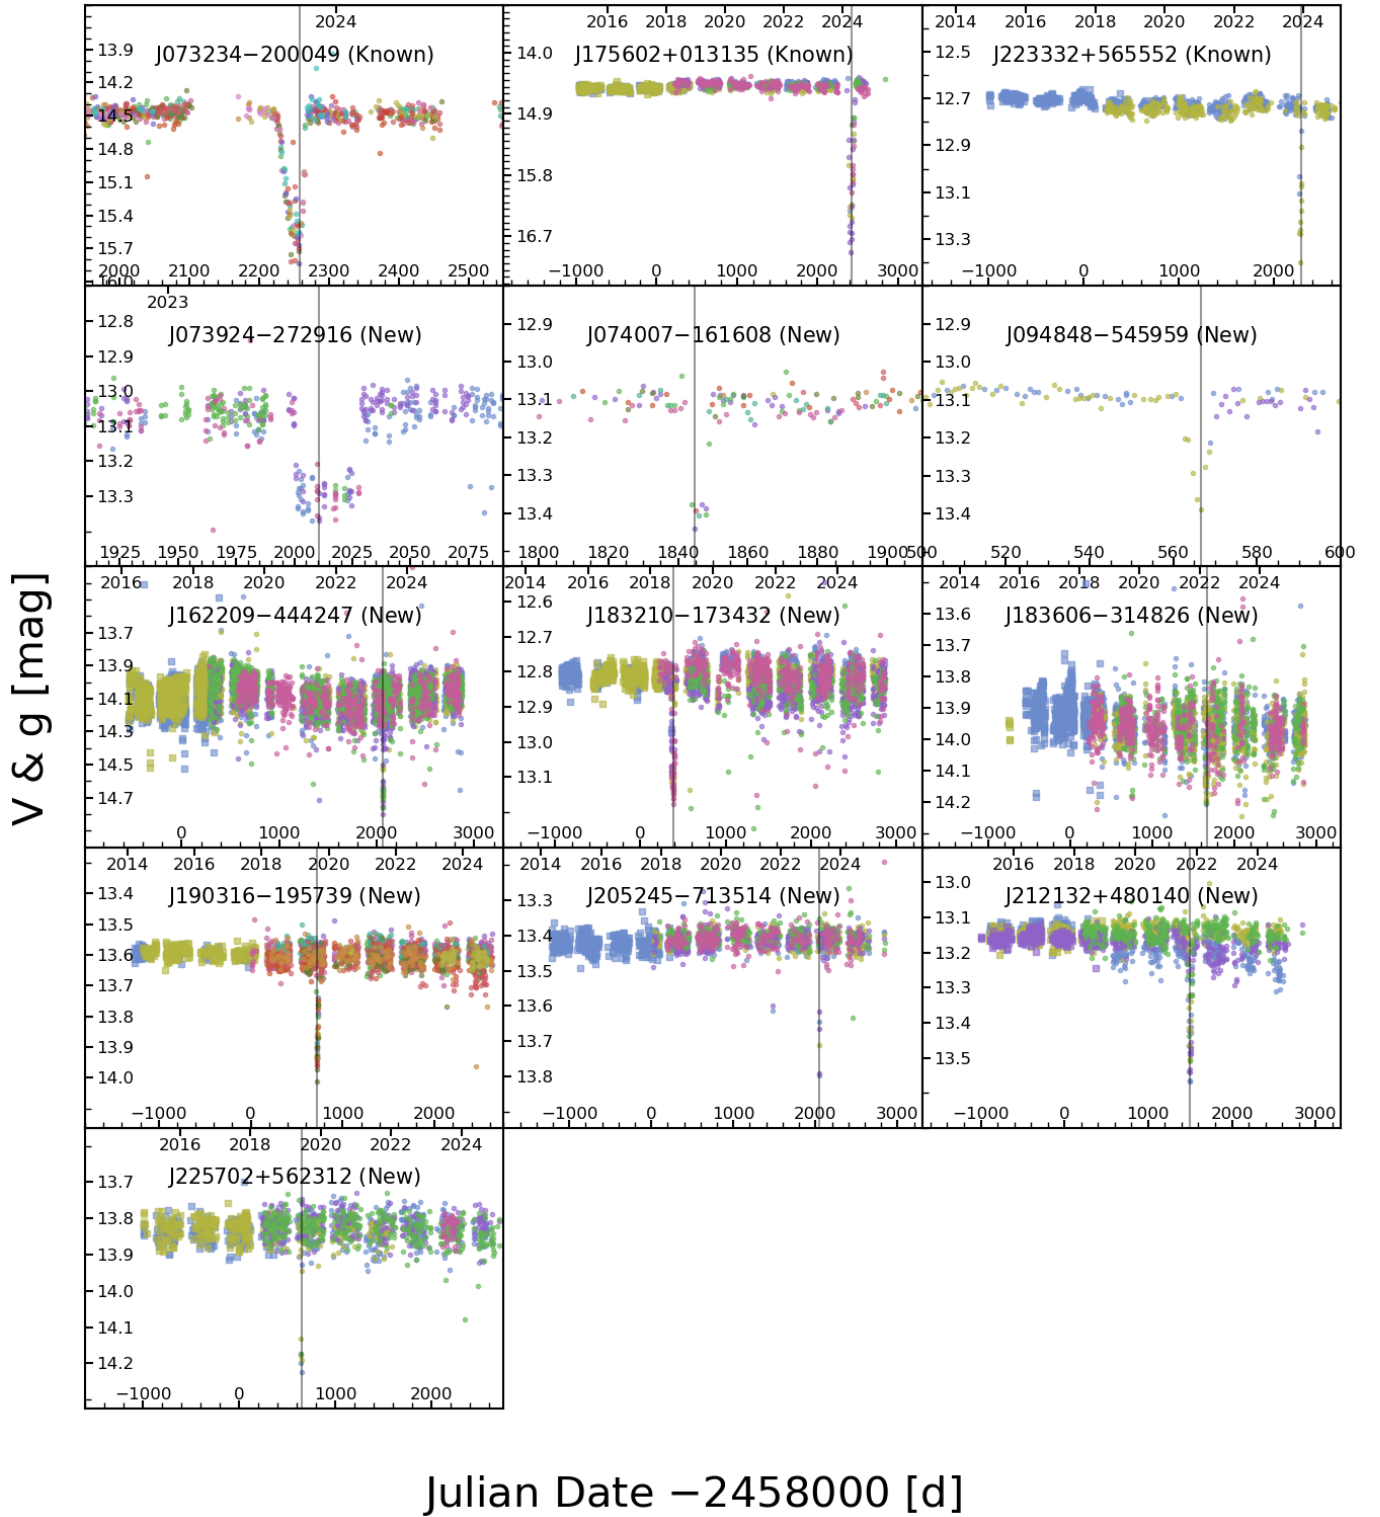 2024
J073234−200049 (Known)
13.9
14.2
14.5
14.8
15.1
15.4
15.7
2000 2100 2200 2300 2400 2500
2016 2018 2020 2022 2024
J175602+013135 (Known)
14.0
14.9
15.8
16.7
−1000 0 1000 2000 3000
2014 2016 2018 2020 2022 2024
J223332+565552 (Known)
12.5
12.7
12.9
13.1
13.3
−1000 0 1000 2000
2023
J073924−272916 (New)
12.8
12.9
13.0
13.1
13.2
13.3
1925 1950 1975 2000 2025 2050 2075
J074007−161608 (New)
12.9
13.0
13.1
13.2
13.3
13.4
1800 1820 1840 1860 1880 1900
J094848−545959 (New)
12.9
13.0
13.1
13.2
13.3
13.4
500 520 540 560 580 600
2016 2018 2020 2022 2024
J162209−444247 (New)
13.7
13.9
14.1
14.3
14.5
14.7
0 1000 2000 3000
2014 2016 2018 2020 2022 2024
J183210−173432 (New)
12.6
12.7
12.8
12.9
13.0
13.1
−1000 0 1000 2000 3000
2014 2016 2018 2020 2022 2024
J183606−314826 (New)
13.6
13.7
13.8
13.9
14.0
14.1
14.2
−1000 0 1000 2000 3000
2014 2016 2018 2020 2022 2024
J190316−195739 (New)
13.4
13.5
13.6
13.7
13.8
13.9
14.0
−1000 0 1000 2000
2014 2016 2018 2020 2022 2024
J205245−713514 (New)
13.3
13.4
13.5
13.6
13.7
13.8
−1000 0 1000 2000 3000
2016 2018 2020 2022 2024
J212132+480140 (New)
13.0
13.1
13.2
13.3
13.4
13.5
−1000 0 1000 2000 3000
2016 2018 2020 2022 2024
J225702+562312 (New)
13.7
13.8
13.9
14.0
14.1
14.2
−1000 0 1000 2000
V & g [mag]
Julian Date −2458000 [d]